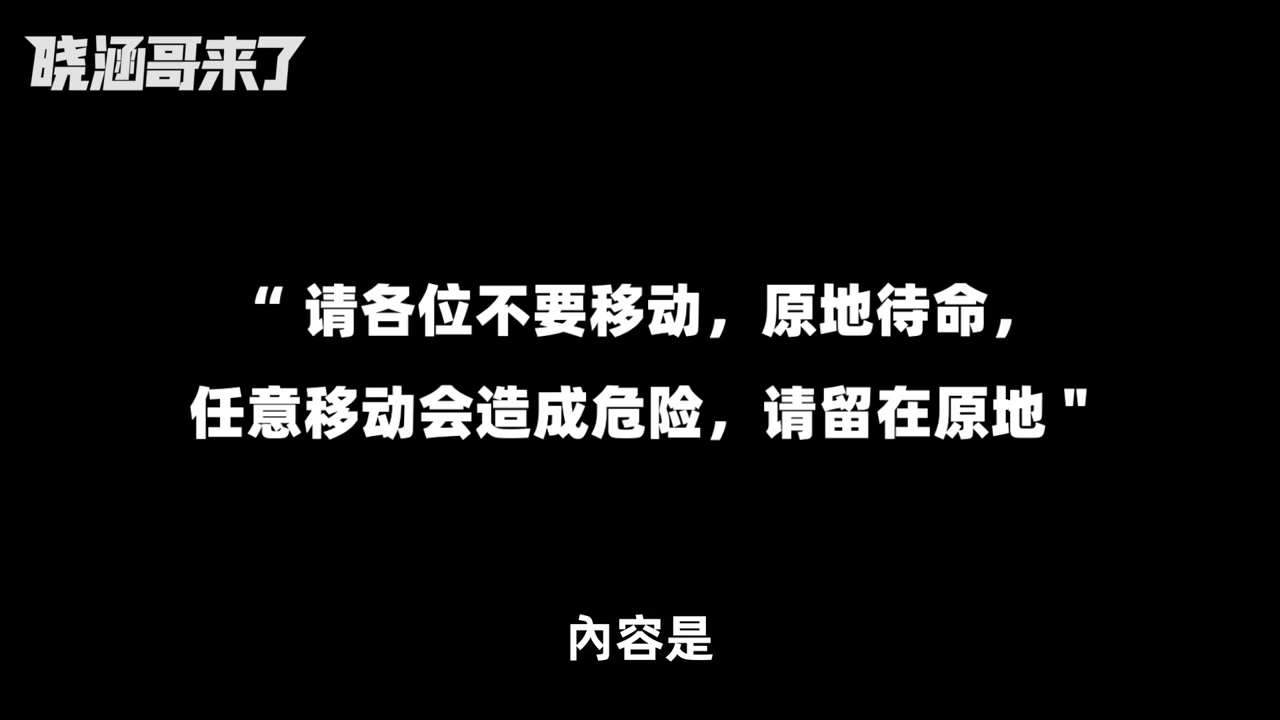 晓涵哥来了
“ 请各位不要移动，原地待命，
任意移动会造成危险，请留在原地 "
內容是